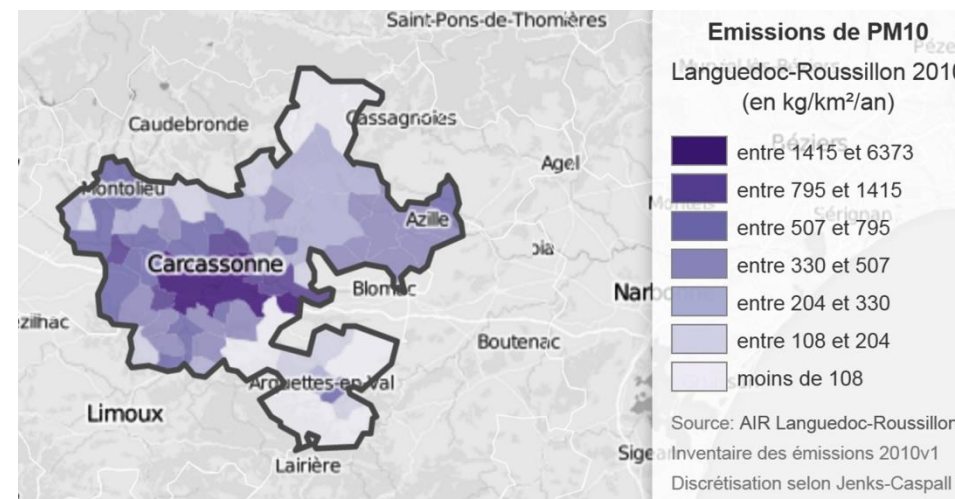 Saint-Pons-de-Thomières
Caudebronde
Cassagnoles
Agel
Montolieu
Azille
Carcassonne
Blomac
Boutenac
Arquettes-en-Val
Limoux
Lairière
Emissions de PM10
Languedoc-Roussillon 2010
(en kg/km²/an)
Béziers
entre 1415 et 6373
entre 795 et 1415
Sérignan
entre 507 et 795
entre 330 et 507
entre 204 et 330
entre 108 et 204
moins de 108
Source: AIR Languedoc-Roussillon
Inventaire des émissions 2010v1
Discrétisation selon Jenks-Caspall